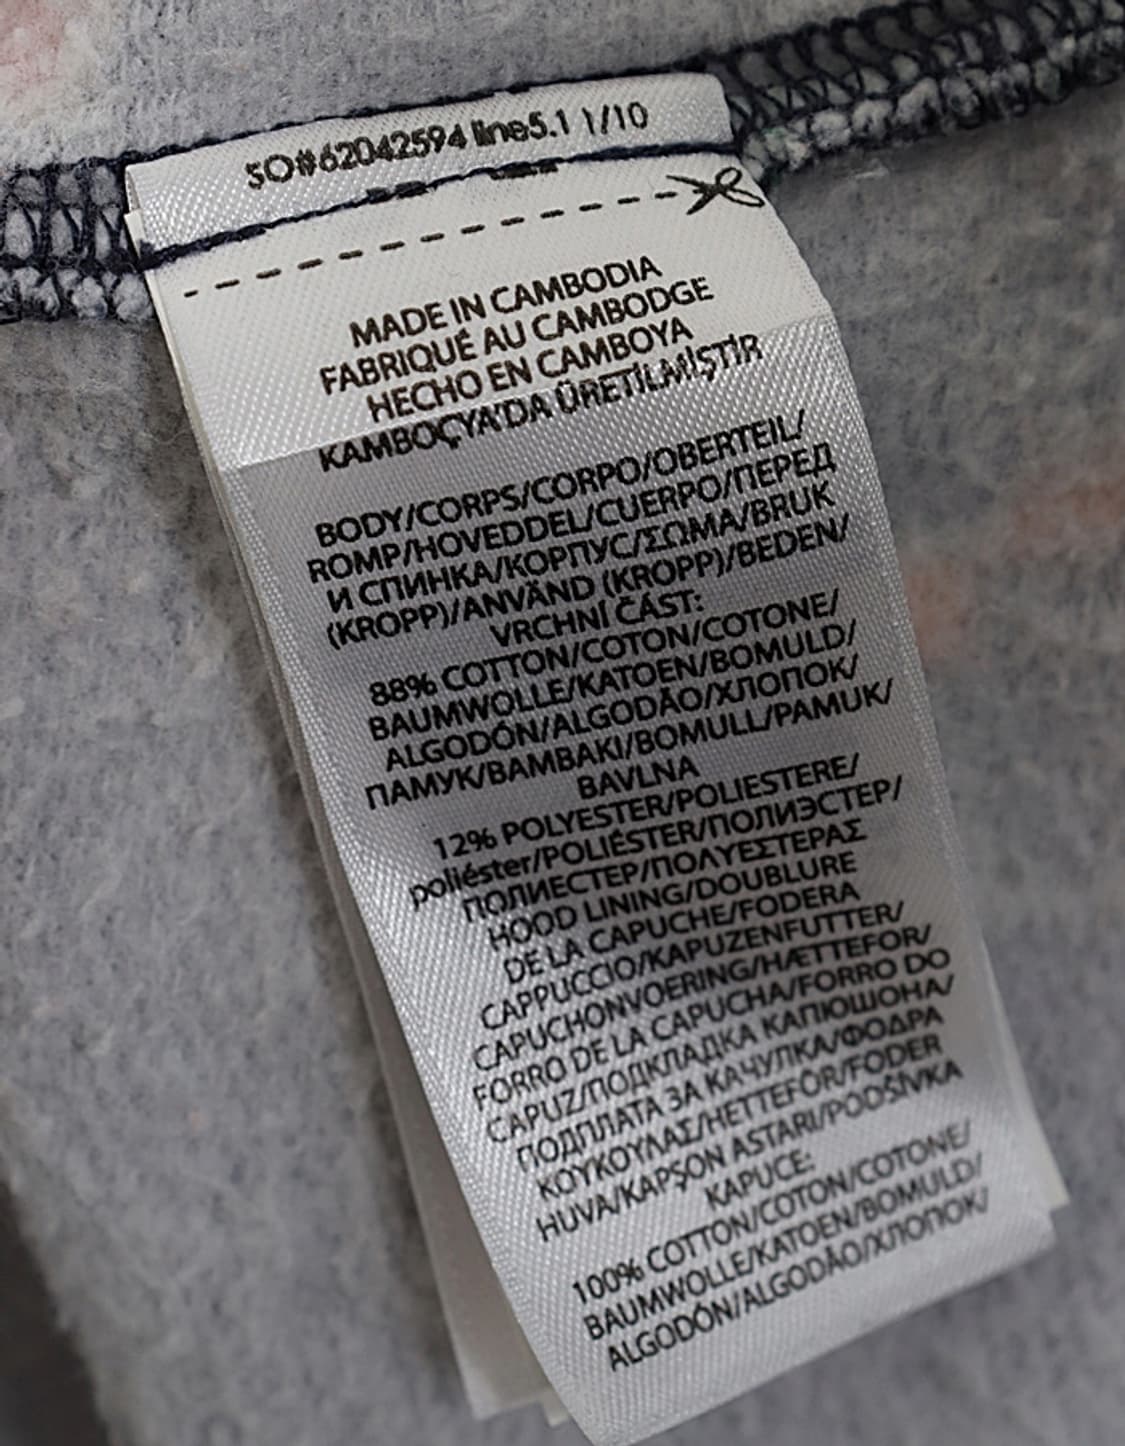 SO#62042594 line5.1 1/10
MADE IN CAMBODIA
FABRIQUÉ AU CAMBODGE
HECHO EN CAMBOYA
KAMBOÇYA'DA ÜRETİLMİŞTİR
BODY/CORPS/CORPO/OBERTEIL/
ROMP/HOVEDDEL/CUERPO/ПЕРЕД
И СПИНКА/КОРПУС/ΣΩΜΑ/BRUK
(KROPP)/ANVÄND (KROPP)/BEDEN/
VRCHNÍ ČÁST:
88% COTTON/COTON/COTONE/
BAUMWOLLE/KATOEN/BOMULD/
ALGODÓN/ALGODÃO/ХЛОПОК/
ПАМУК/BAMBAKI/BOMULL/PAMUK/
BAVLNA
12% POLYESTER/POLIESTERE/
poliéster/POLIÉSTER/ПОЛИЭСТЕР/
ПОЛИЕСТЕР/ΠΟΛΥΕΣΤΕΡΑΣ
HOOD LINING/DOUBLURE
DE LA CAPUCHE/FODERA
CAPPUCCIO/KAPUZENFUTTER/
CAPUCHONVOERING/HÆTTEFOR/
FORRO DE LA CAPUCHA/FORRO DO
CAPUZ/ПОДКЛАДКА КАПЮШОНА/
ПОДПЛАТА ЗА КАЧУЛКА/ΦΟΔΡΑ
ΚΟΥΚΟΥΛΑΣ/HETTEFÔR/FODER
HUVA/KAPŞON ASTARI/PODŠÍVKA
KAPUCE:
100% COTTON/COTON/COTONE/
BAUMWOLLE/KATOEN/BOMULD/
ALGODÓN/ALGODÃO/ХЛОПОК/